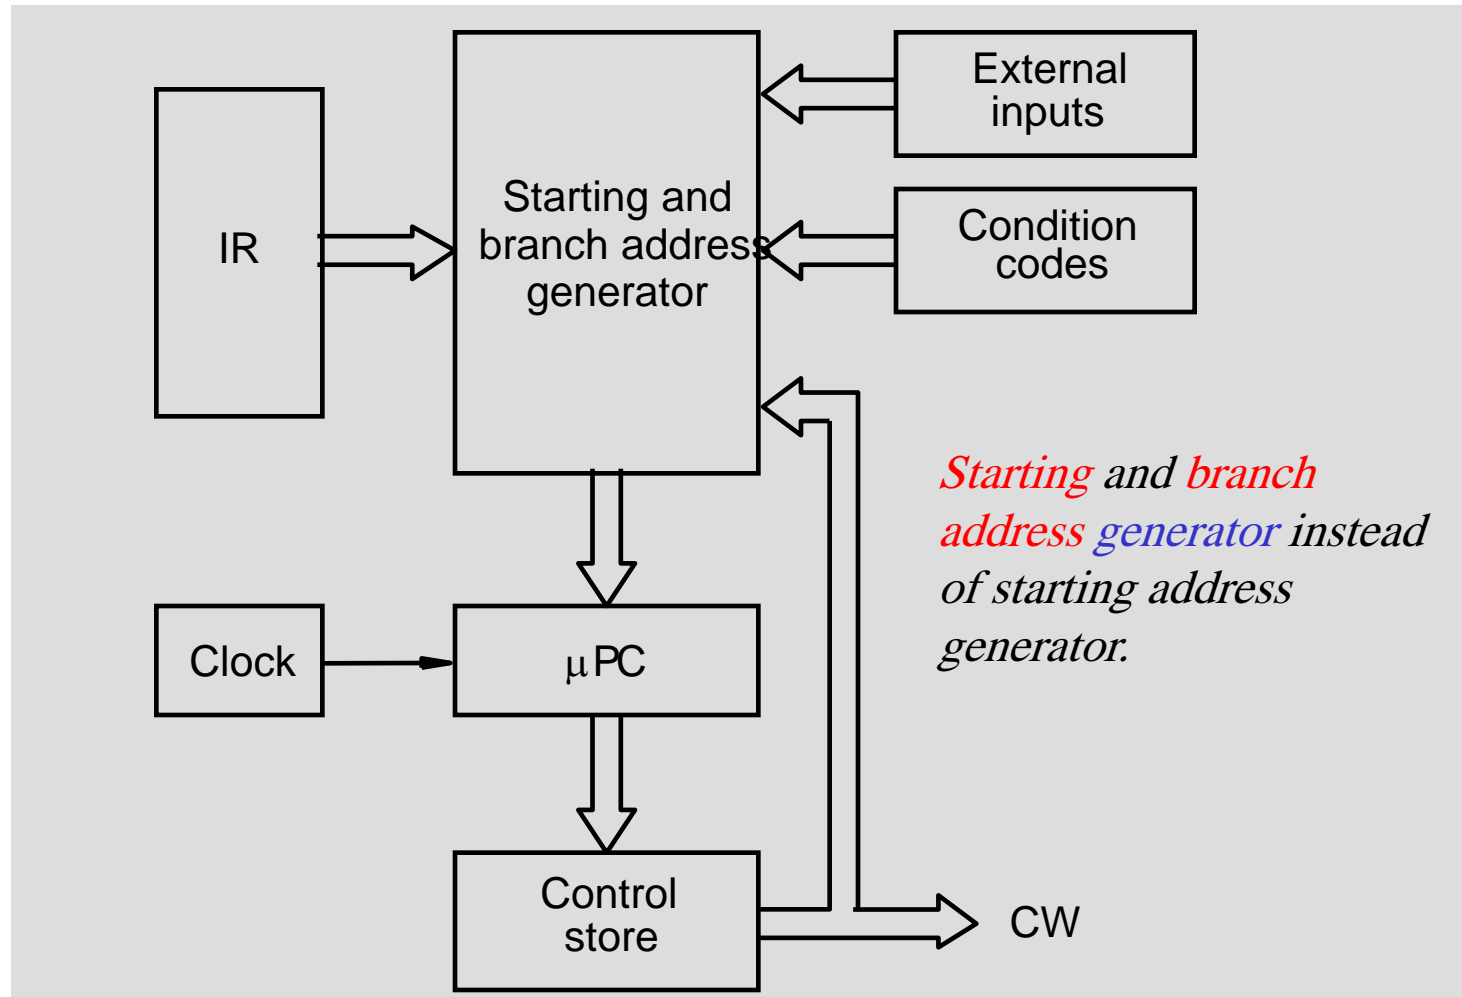 External
inputs
Starting and
branch address
generator
IR
Condition
codes
Starting and branch
address generator instead
of starting address
generator.
Clock
μPC
Control
store
CW